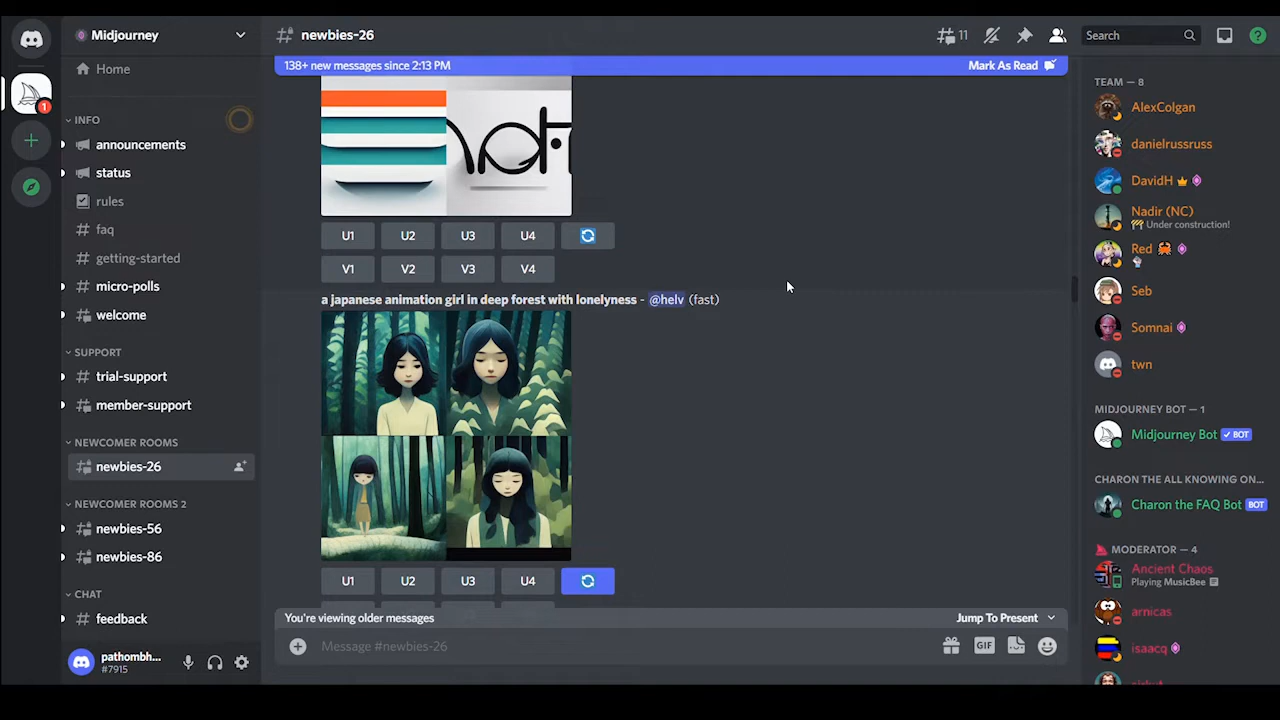 Midjourney
newbies-26
11
Search
138+ new messages since 2:13 PM
Mark As Read
1
Home
INFO
announcements
status
rules
faq
getting-started
micro-polls
welcome
SUPPORT
trial-support
member-support
NEWCOMER ROOMS
newbies-26
NEWCOMER ROOMS 2
newbies-56
newbies-86
CHAT
feedback
pathombh...
#7915
U1 U2 U3 U4
V1 V2 V3 V4
a japanese animation girl in deep forest with lonelyness - @helv (fast)
U1 U2 U3 U4
You're viewing older messages
Jump To Present
Message #newbies-26
GIF
TEAM — 8
AlexColgan
danielrussruss
DavidH
Nadir (NC)
Under construction!
Red
Seb
Somnai
twn
MIDJOURNEY BOT — 1
Midjourney Bot ✓ BOT
CHARON THE ALL KNOWING ON...
Charon the FAQ Bot BOT
MODERATOR — 4
Ancient Chaos
Playing MusicBee
arnicas
isaacq